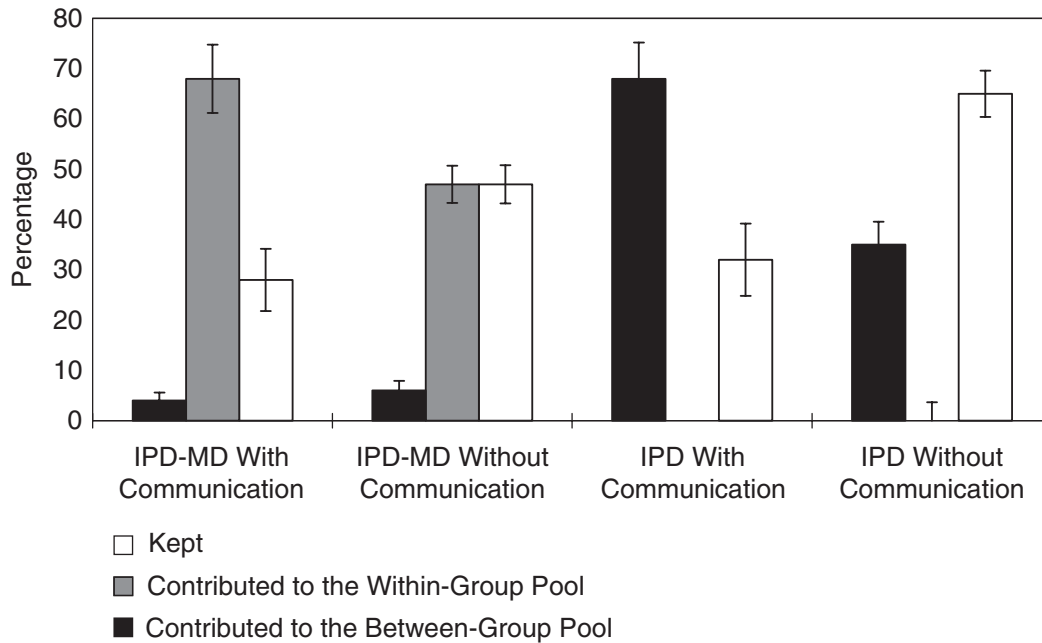 80
70
60
50
40
30
20
10
0
Percentage
IPD-MD With
Communication
IPD-MD Without
Communication
IPD With
Communication
IPD Without
Communication
Kept
Contributed to the Within-Group Pool
Contributed to the Between-Group Pool